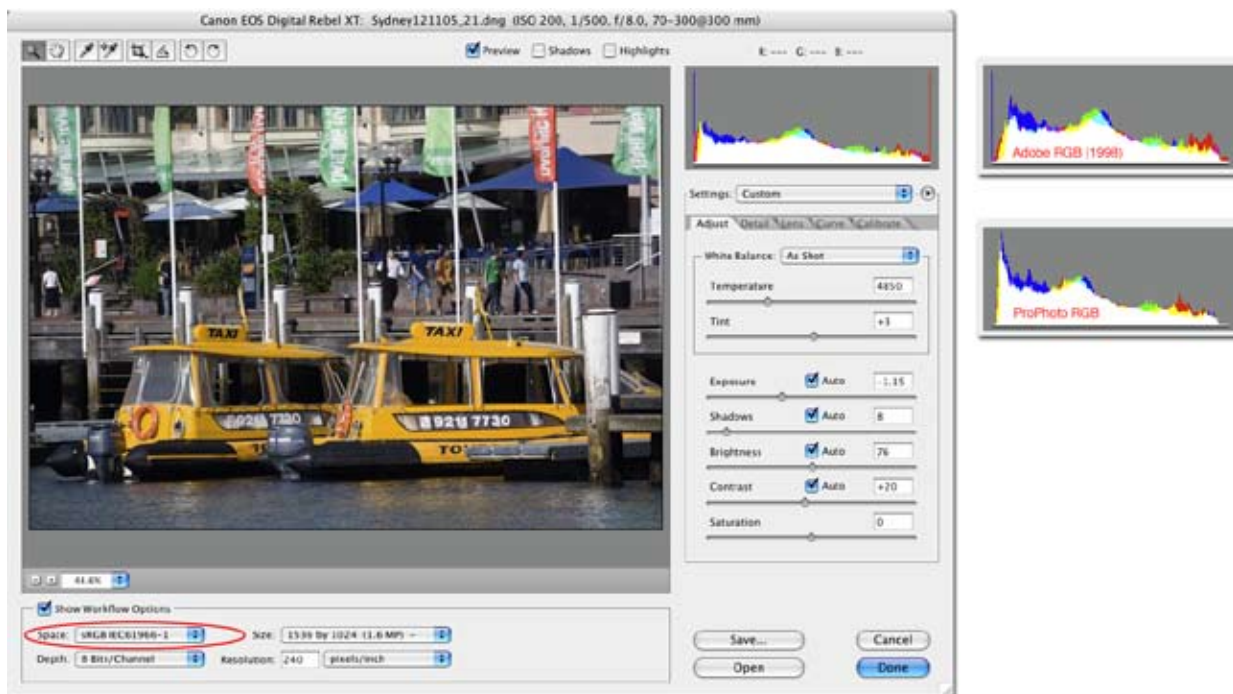 Canon EOS Digital Rebel XT: Sydney121105_21.dng (ISO 200, 1/500, f/8.0, 70-300@300 mm)
Preview Shadows Highlights
R: --- G: --- B: ---
Adobe RGB (1998)
ProPhoto RGB
Settings: Custom
Adjust Detail Lens Curve Calibrate
White Balance: As Shot
Temperature 4850
Tint +3
Exposure Auto -1.15
Shadows Auto 8
Brightness Auto 76
Contrast Auto +20
Saturation 0
TAXI TAXI
7730 9211 7730
Show Workflow Options
Space: sRGB IEC61966-1
Size: 1536 by 1024 (1.6 MP) -
Depth: 8 Bits/Channel
Resolution: 240 pixels/inch
Save... Cancel
Open Done